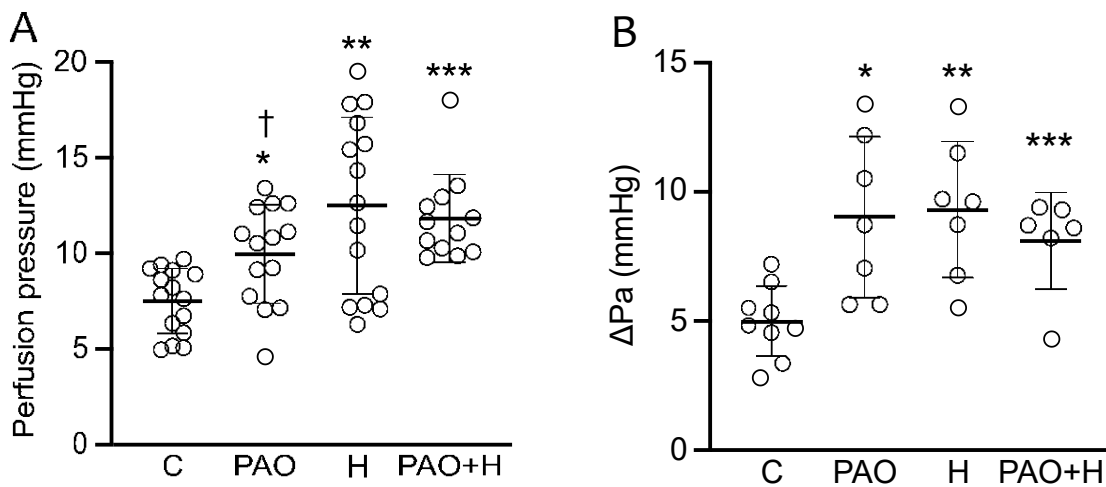 A
Perfusion pressure (mmHg)
20
15
10
5
0
†
*
**
***
C PAO H PAO+H
B
ΔPa (mmHg)
15
10
5
0
*
**
***
C PAO H PAO+H